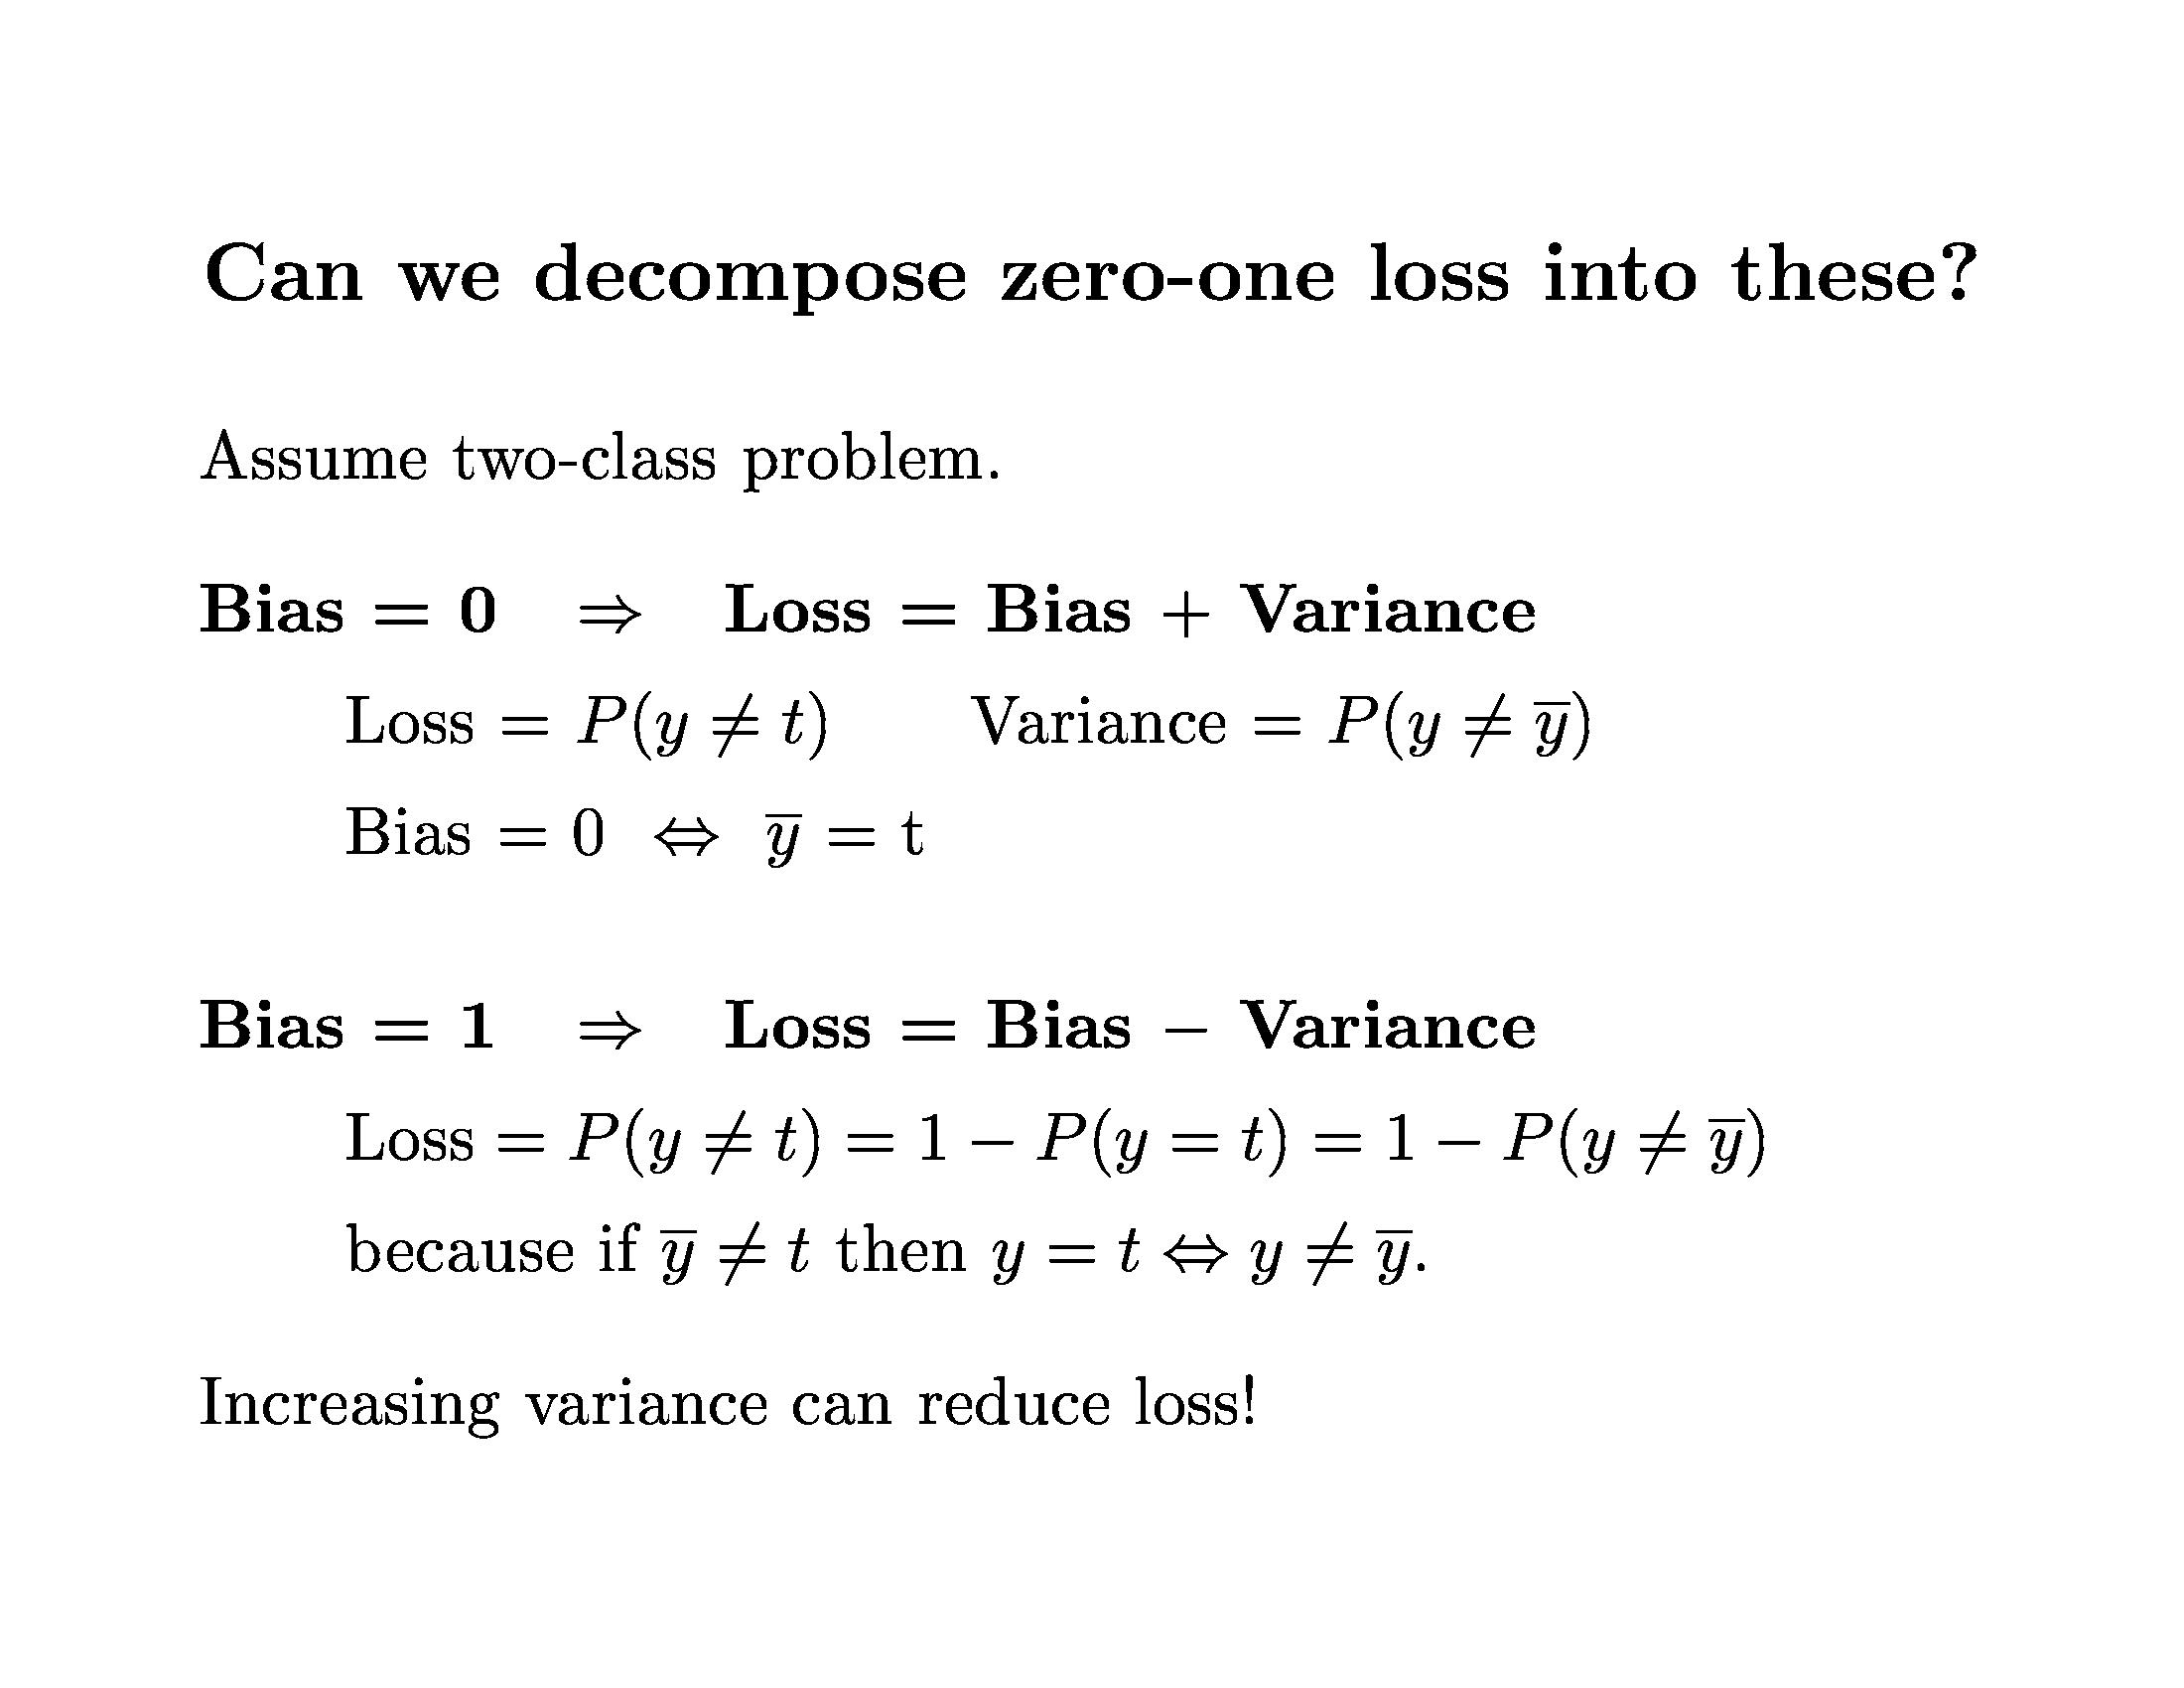 Can we decompose zero-one loss into these?
Assume two-class problem.
Bias = 0 ⇒ Loss = Bias + Variance
Loss = P(y ≠ t) Variance = P(y ≠ y̅)
Bias = 0 ⇔ y̅ = t
Bias = 1 ⇒ Loss = Bias − Variance
Loss = P(y ≠ t) = 1 − P(y = t) = 1 − P(y ≠ y̅)
because if y̅ ≠ t then y = t ⇔ y ≠ y̅.
Increasing variance can reduce loss!